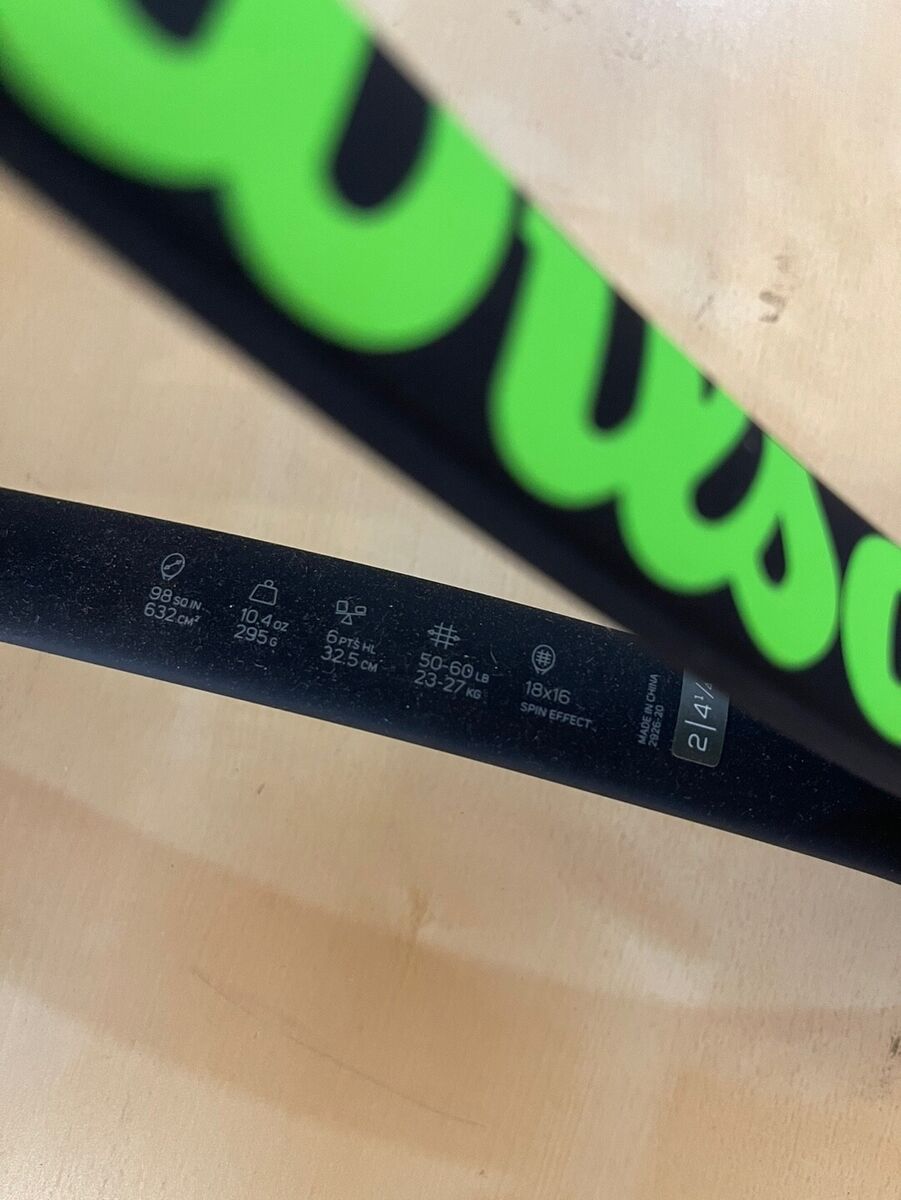 98 SQ.IN
632 CM²
10.4 OZ
295 G
6 PTS HL
32.5 CM
50-60 LB
23-27 KG
18x16
SPIN EFFECT
MADE IN CHINA
2|4